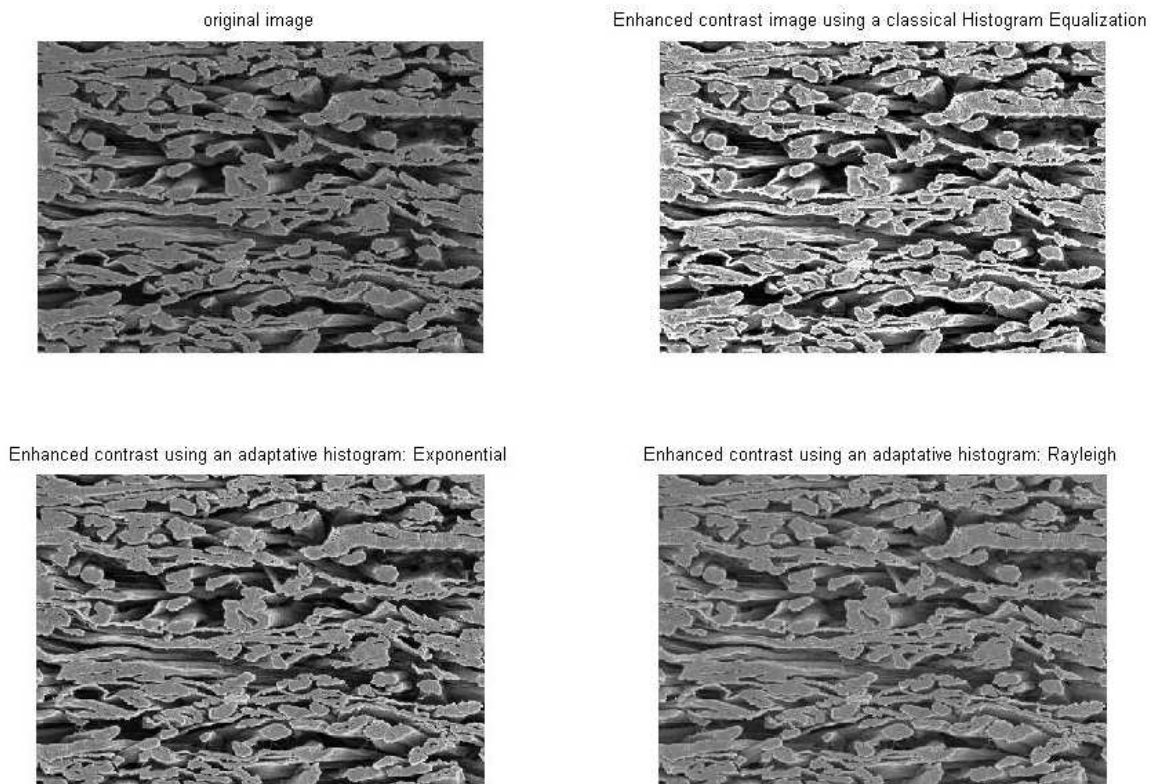 original image
Enhanced contrast image using a classical Histogram Equalization
Enhanced contrast using an adaptative histogram: Exponential
Enhanced contrast using an adaptative histogram: Rayleigh